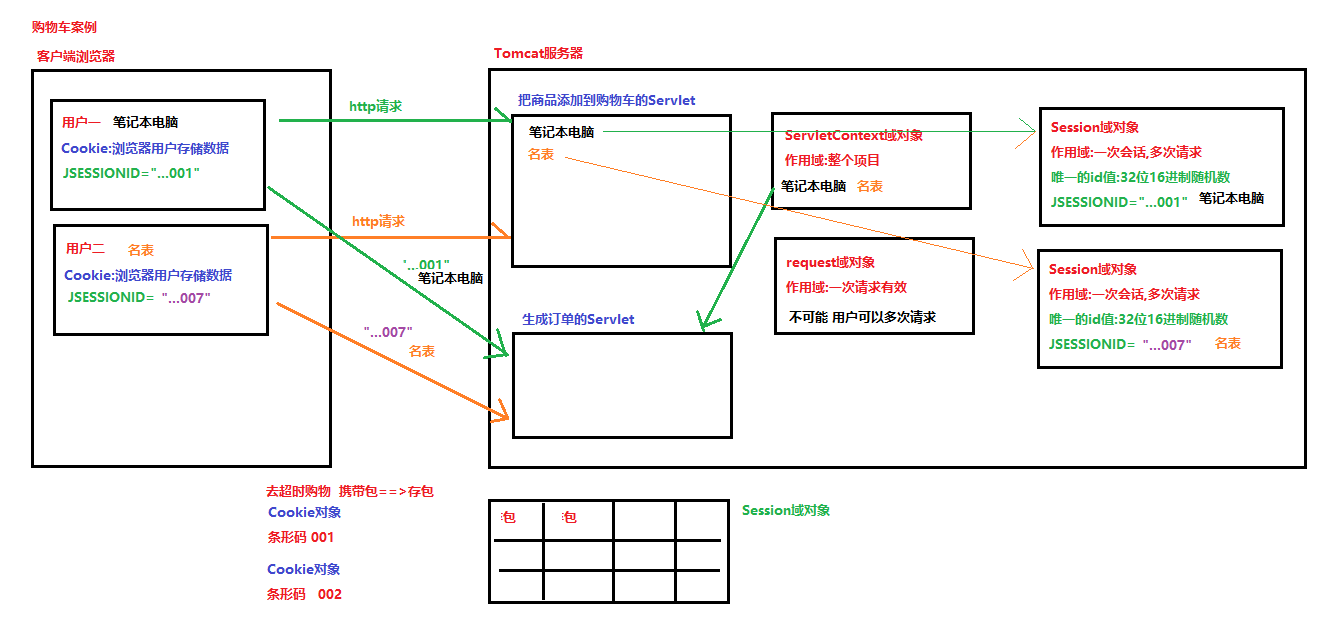 购物车案例
客户端浏览器
Tomcat服务器
用户一 笔记本电脑
Cookie:浏览器用户存储数据
JSESSIONID="...001"
用户二 名表
Cookie:浏览器用户存储数据
JSESSIONID= "...007"
http请求
http请求
'...001"
笔记本电脑
"...007"
名表
把商品添加到购物车的Servlet
笔记本电脑
名表
生成订单的Servlet
ServletContext域对象
作用域:整个项目
笔记本电脑 名表
request域对象
作用域:一次请求有效
不可能 用户可以多次请求
Session域对象
作用域:一次会话,多次请求
唯一的id值:32位16进制随机数
JSESSIONID="...001" 笔记本电脑
Session域对象
作用域:一次会话,多次请求
唯一的id值:32位16进制随机数
JSESSIONID= "...007" 名表
去超时购物 携带包==>存包
Cookie对象
条形码 001
Cookie对象
条形码 002
包 包
Session域对象